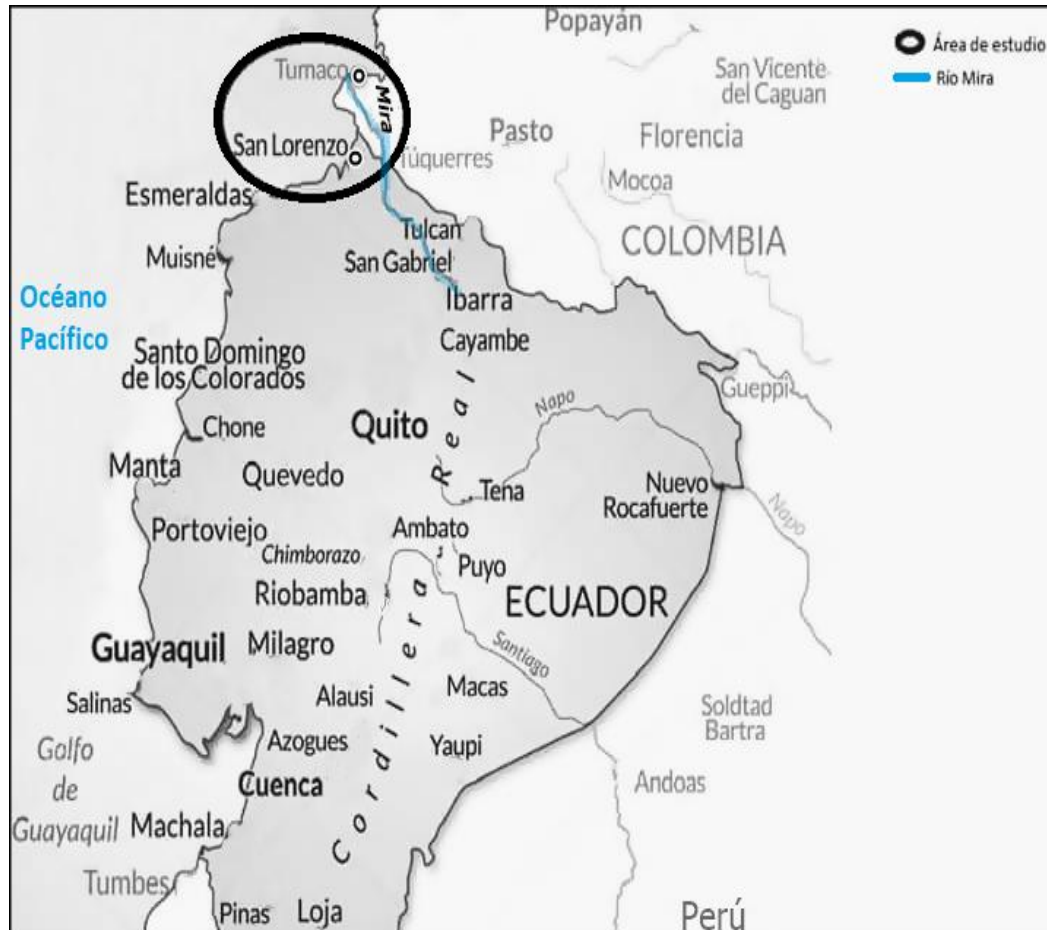 Popayán
Área de estudio
Río Mira
Tumaco
Mira
San Vicente
del Caguan
Pasto
Florencia
San Lorenzo
Túquerres
Mocoa
Esmeraldas
Tulcan
COLOMBIA
Muisné
San Gabriel
Océano
Pacífico
Ibarra
Cayambe
Santo Domingo
de los Colorados
Gueppi
Real
Napo
Chone
Quito
Manta
Quevedo
Tena
Nuevo
Rocafuerte
Napo
Portoviejo
Ambato
Chimborazo
Puyo
Riobamba
ECUADOR
Guayaquil
Milagro
Santiago
Salinas
Alausi
Macas
Soldtad
Bartra
Golfo
de
Guayaquil
Azogues
Yaupi
Cuenca
Cordillera
Andoas
Machala
Tumbes
Pinas
Loja
Perú